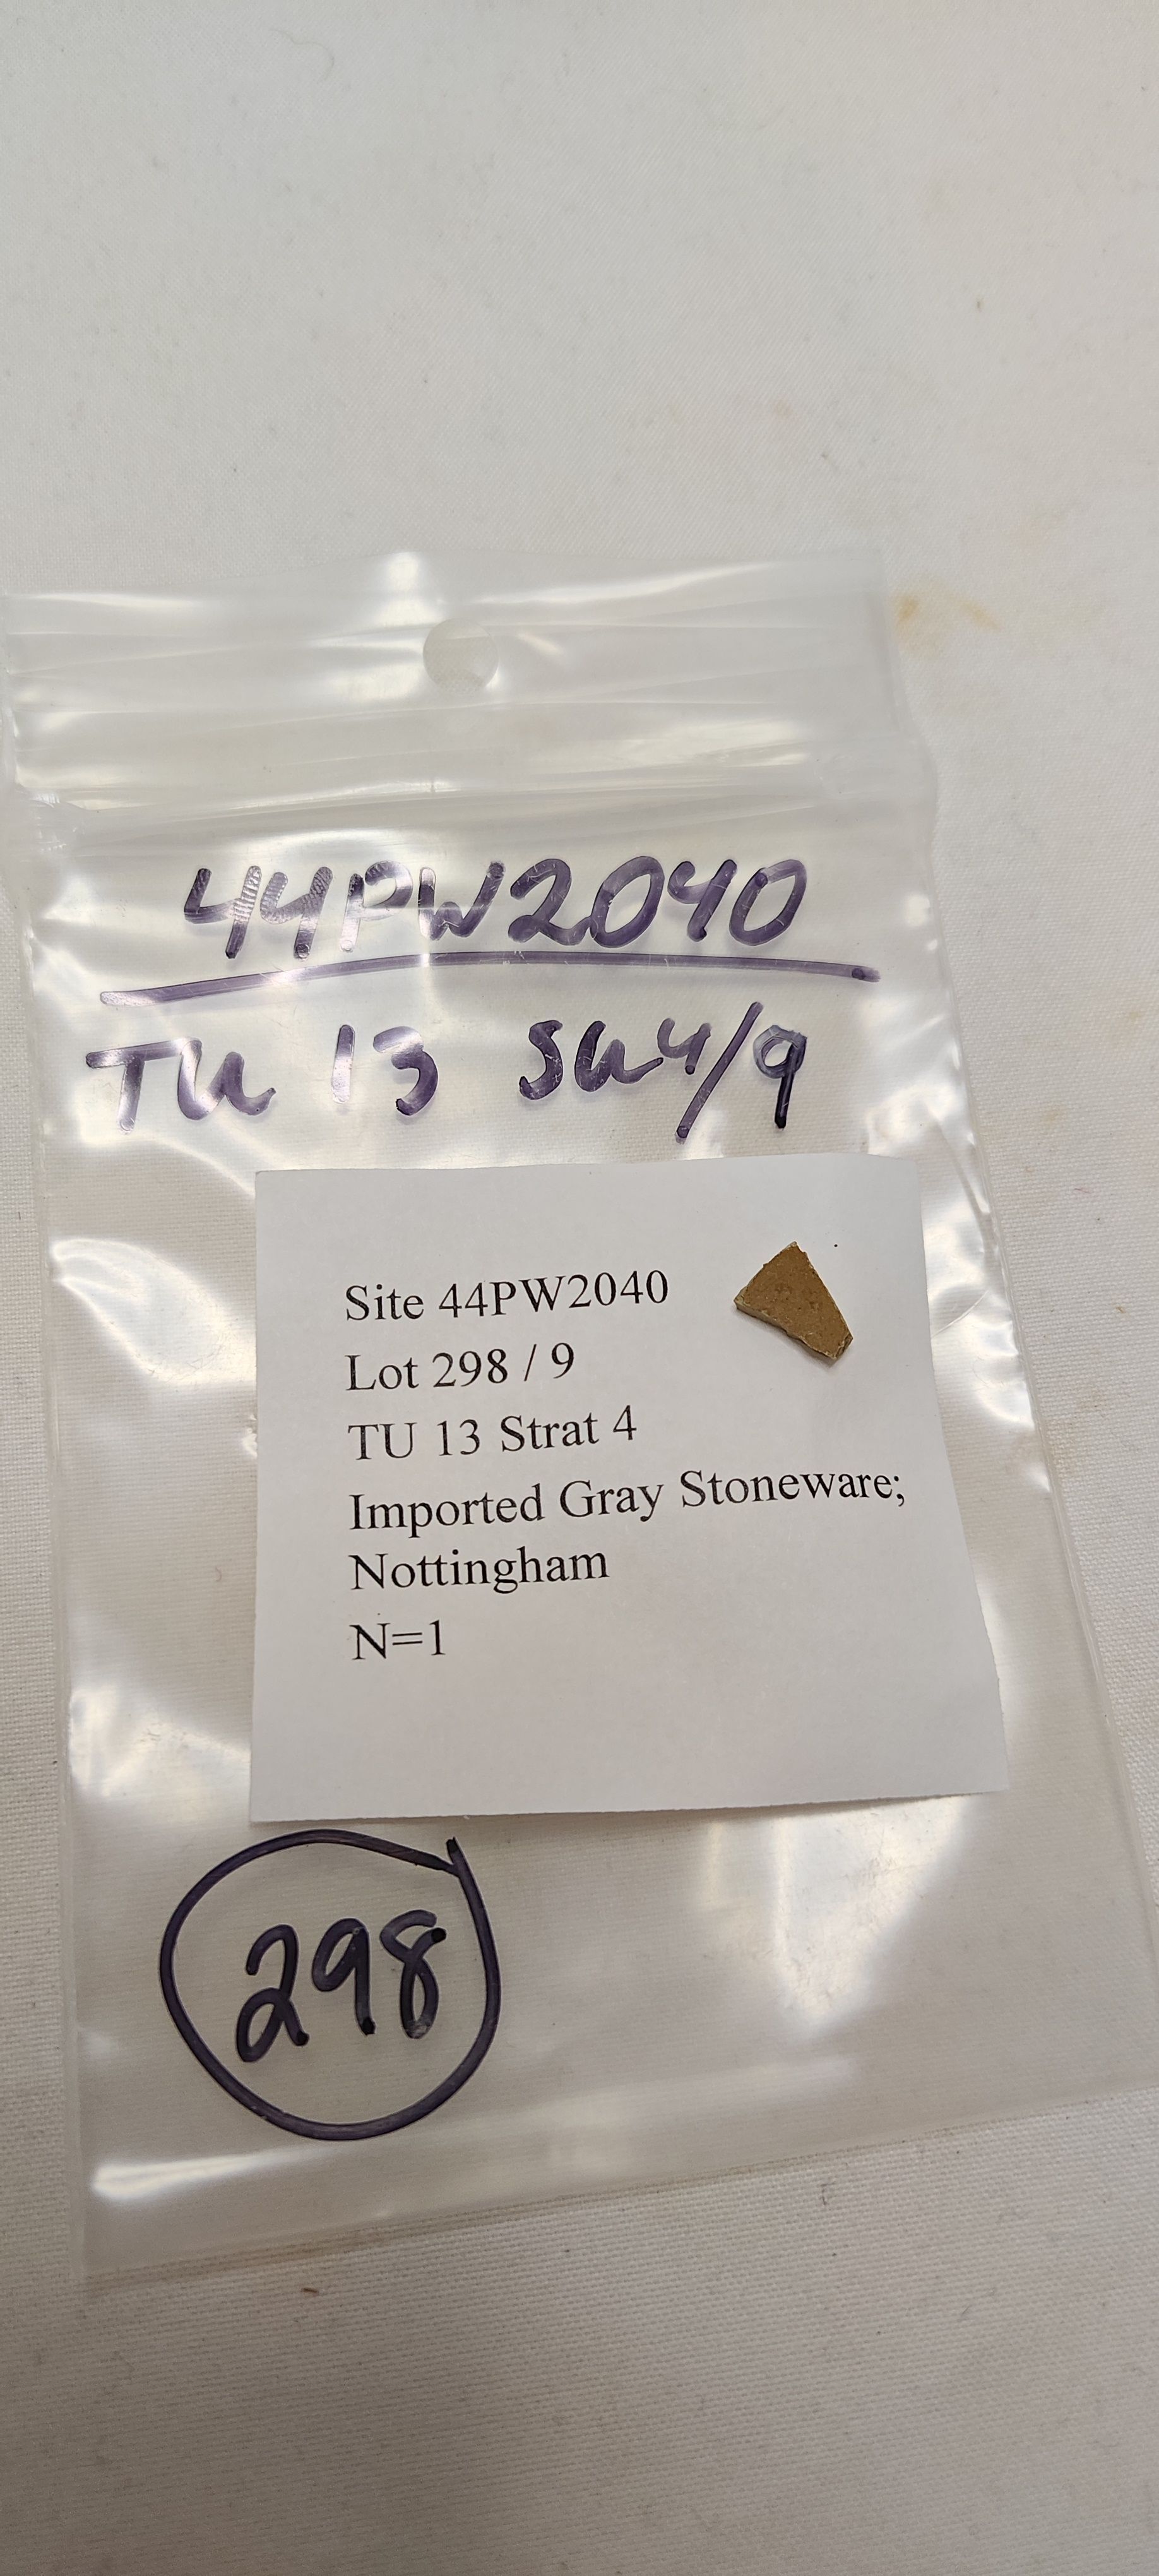 44PW2040
TU 13 SU4/9
Site 44PW2040
Lot 298 / 9
TU 13 Strat 4
Imported Gray Stoneware;
Nottingham
N=1
298